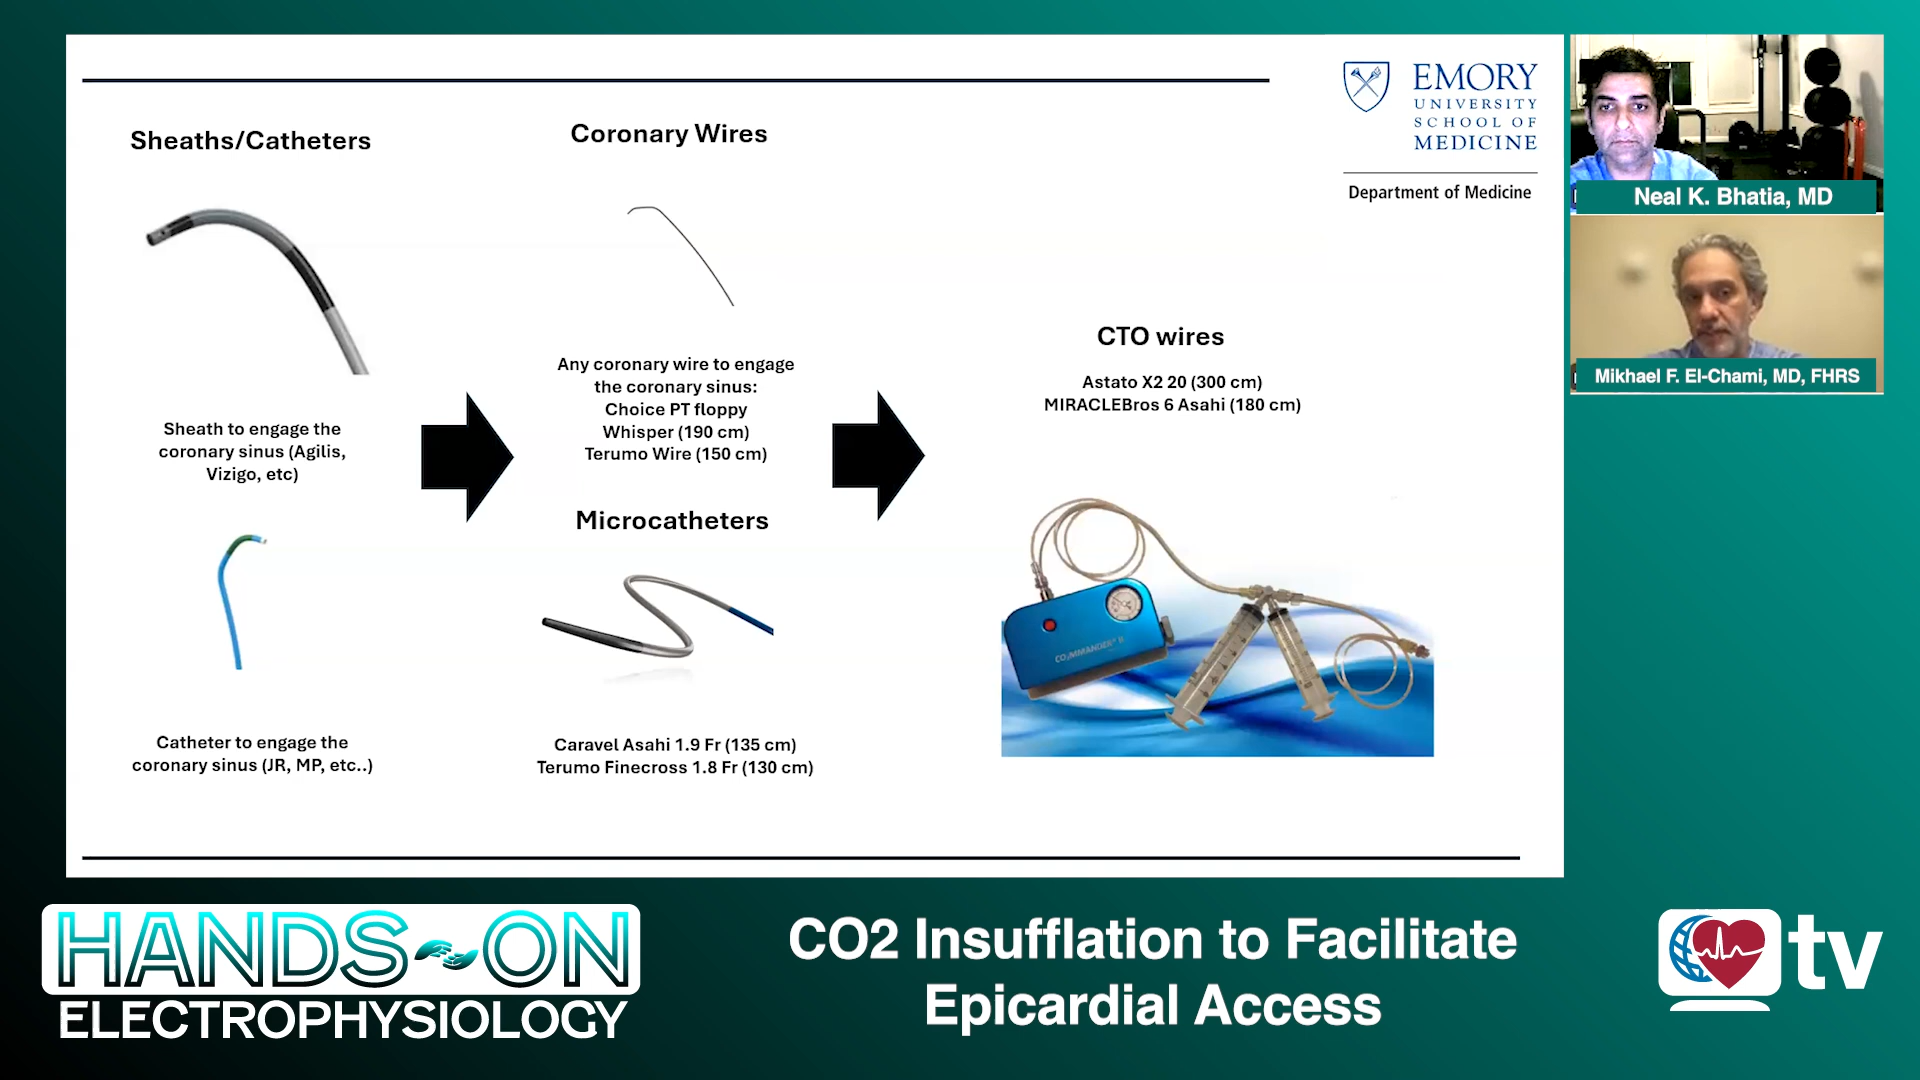 Sheaths/Catheters
Sheath to engage the
coronary sinus (Agilis,
Vizigo, etc)
Catheter to engage the
coronary sinus (JR, MP, etc..)
Coronary Wires
Any coronary wire to engage
the coronary sinus:
Choice PT floppy
Whisper (190 cm)
Terumo Wire (150 cm)
Microcatheters
Caravel Asahi 1.9 Fr (135 cm)
Terumo Finecross 1.8 Fr (130 cm)
CTO wires
Astato X2 20 (300 cm)
MIRACLEBros 6 Asahi (180 cm)
CO2MMANDER® II
EMORY
UNIVERSITY
SCHOOL OF
MEDICINE
Department of Medicine
Neal K. Bhatia, MD
Mikhael F. El-Chami, MD, FHRS
HANDS-ON
ELECTROPHYSIOLOGY
CO2 Insufflation to Facilitate
Epicardial Access
tv